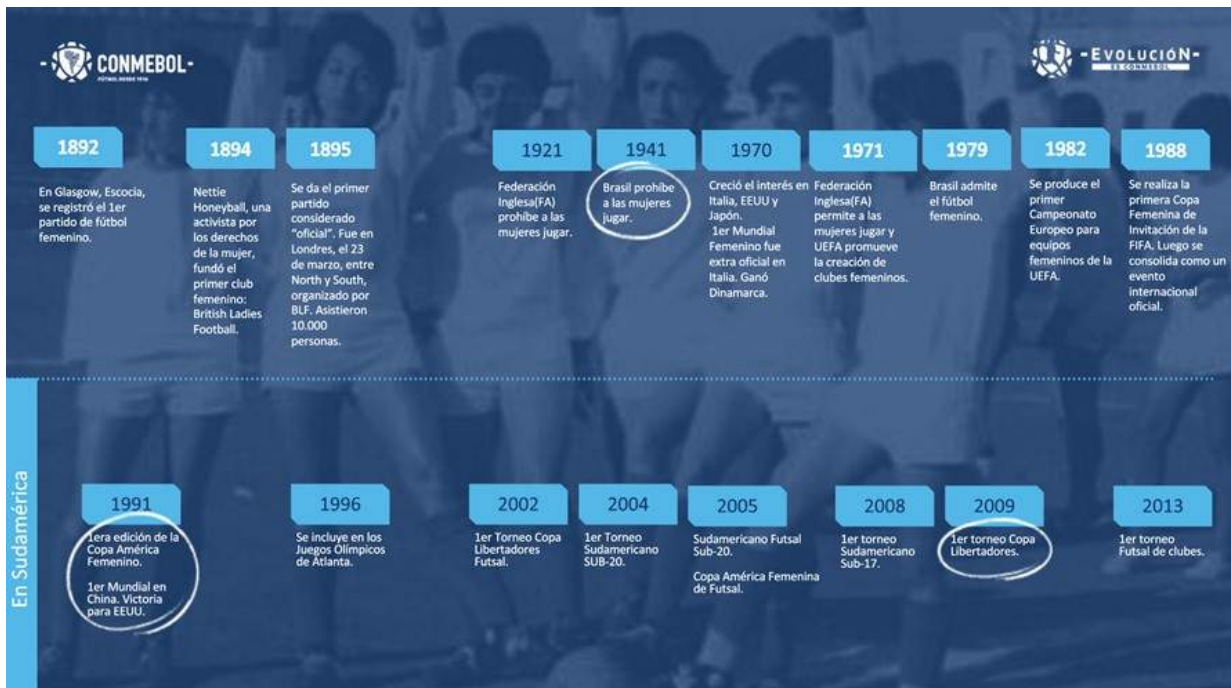 CONMEBOL
FÚTBOL DESDE 1916
EVOLUCIÓN
ES CONMEBOL
1892
En Glasgow, Escocia,
se registró el 1er
partido de fútbol
femenino.
1894
Nettie
Honeyball, una
activista por
los derechos
de la mujer,
fundó el
primer club
femenino:
British Ladies
Football.
1895
Se da el primer
partido
considerado
“oficial”. Fue en
Londres, el 23
de marzo, entre
North y South,
organizado por
BLF. Asistieron
10.000
personas.
1921
Federación
Inglesa(FA)
prohíbe a las
mujeres jugar.
1941
Brasil prohíbe
a las mujeres
jugar.
1970
Creció el interés en
Italia, EEUU y
Japón.
1er Mundial
Femenino fue
extra oficial en
Italia. Ganó
Dinamarca.
1971
Federación
Inglesa(FA)
permite a las
mujeres jugar y
UEFA promueve
la creación de
clubes femeninos.
1979
Brasil admite
el fútbol
femenino.
1982
Se produce el
primer
Campeonato
Europeo para
equipos
femeninos de la
UEFA.
1988
Se realiza la
primera Copa
Femenina de
Invitación de la
FIFA. Luego se
consolida como un
evento
internacional
oficial.
En Sudamérica
1991
1era edición de la
Copa América
Femenino.
1er Mundial en
China. Victoria
para EEUU.
1996
Se incluye en los
Juegos Olímpicos
de Atlanta.
2002
1er Torneo Copa
Libertadores
Futsal.
2004
1er Torneo
Sudamericano
SUB-20.
2005
Sudamericano Futsal
Sub-20.
Copa América Femenina
de Futsal.
2008
1er torneo
Sudamericano
Sub-17.
2009
1er torneo Copa
Libertadores.
2013
1er torneo
Futsal de clubes.